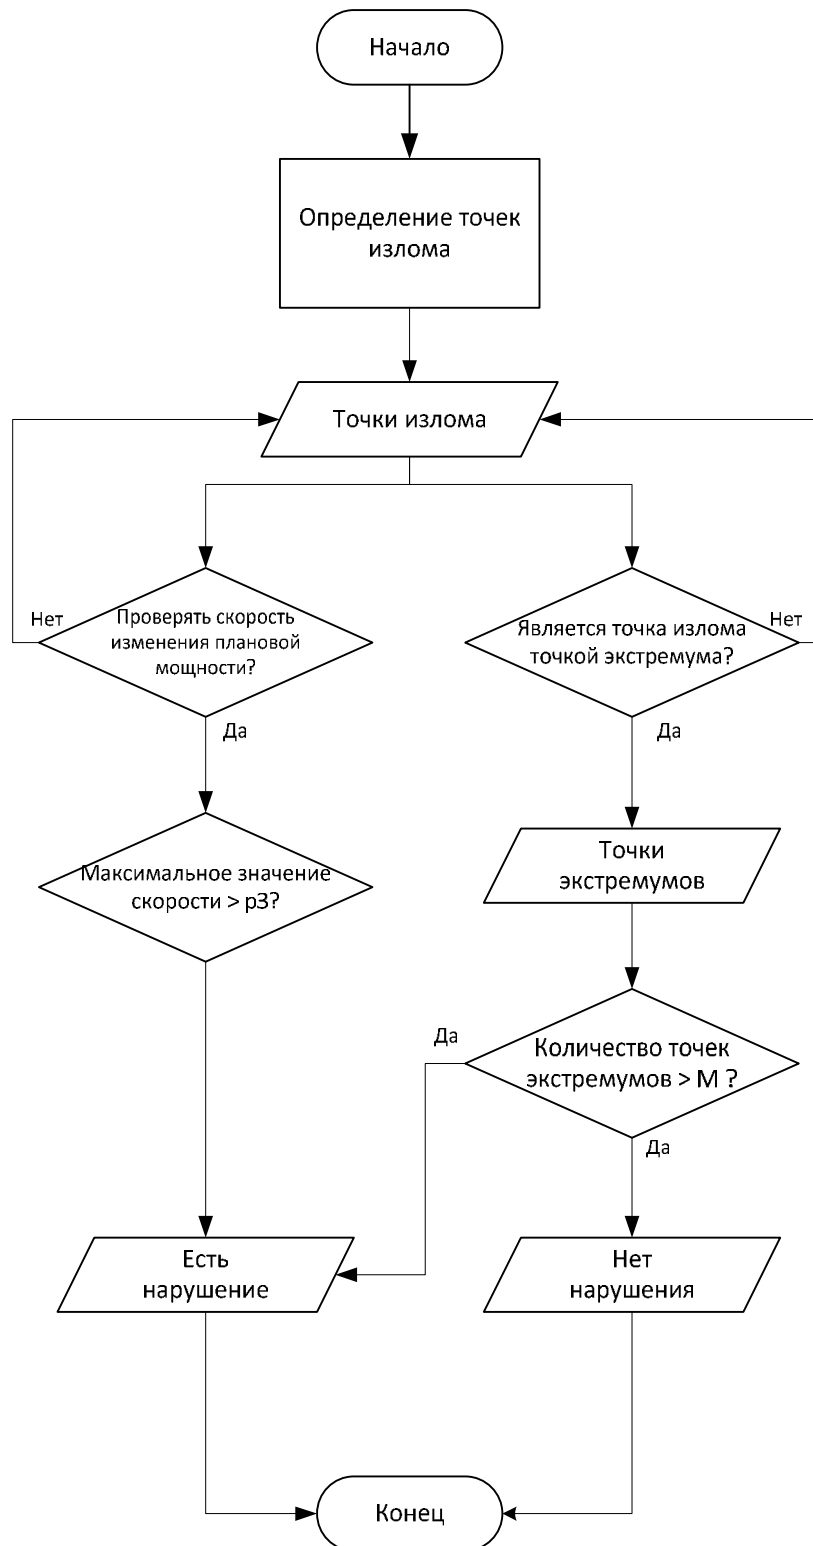 Начало
Определение точек
излома
Точки излома
Нет
Проверять скорость
изменения плановой
мощности?
Да
Является точка излома
точкой экстремума?
Нет
Да
Максимальное значение
скорости > p3?
Точки
экстремумов
Да
Количество точек
экстремумов > M ?
Да
Есть
нарушение
Нет
нарушения
Конец